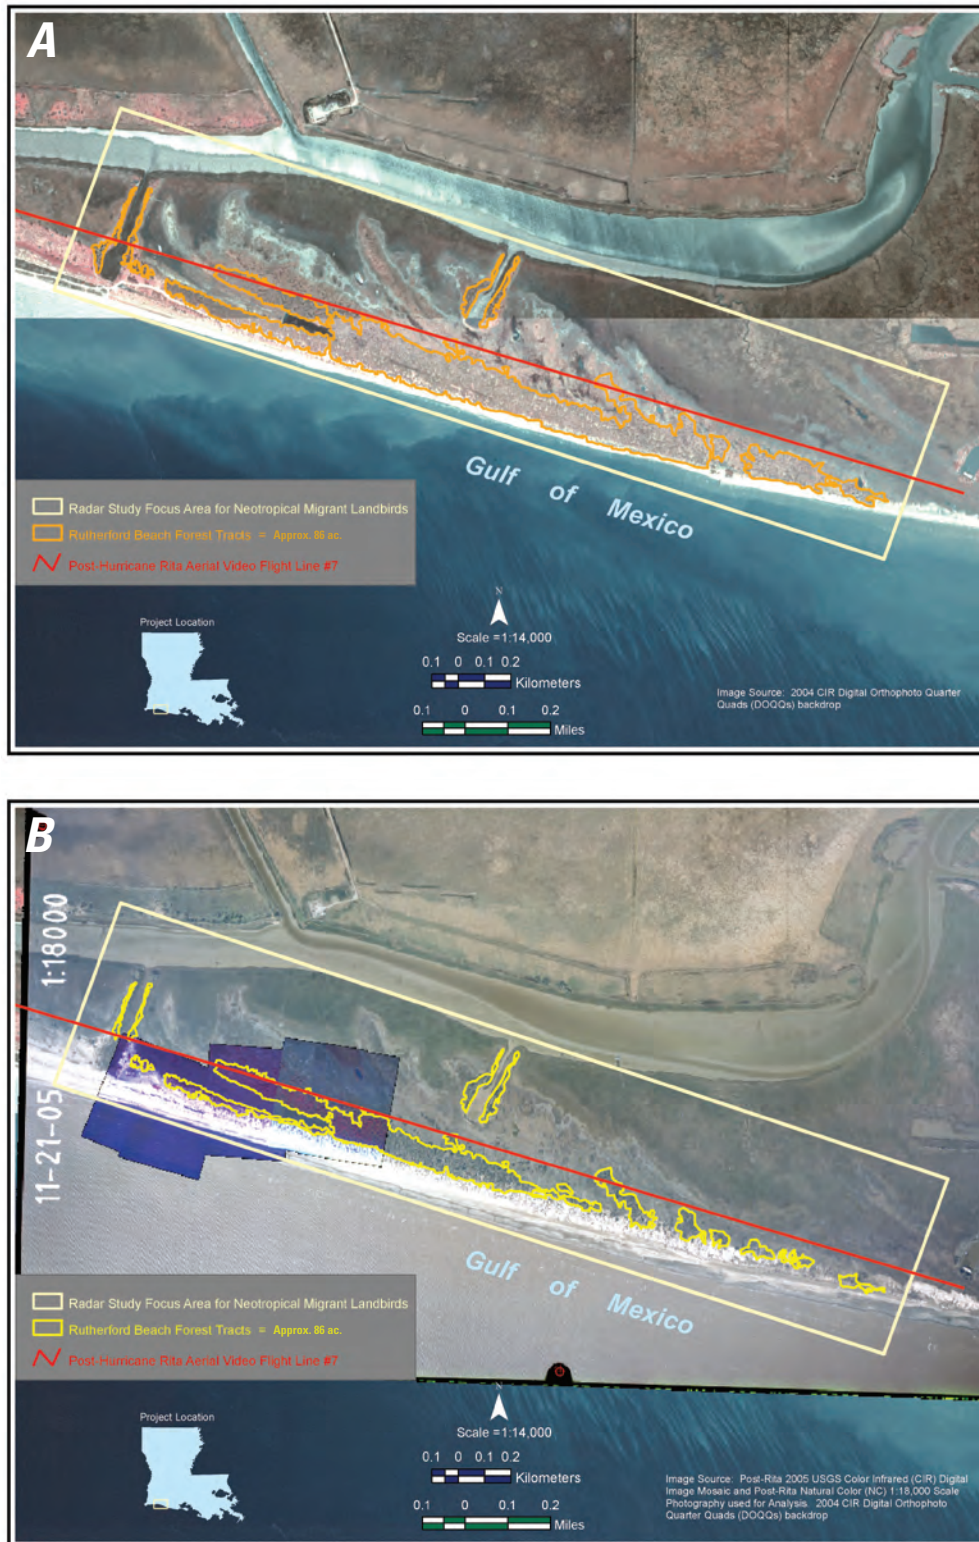 A
Gulf of Mexico
Radar Study Focus Area for Neotropical Migrant Landbirds
Rutherford Beach Forest Tracts = Approx. 86 ac.
Post-Hurricane Rita Aerial Video Flight Line #7
Project Location
N
Scale =1:14,000
0.1 0 0.1 0.2
Kilometers
0.1 0 0.1 0.2
Miles
Image Source: 2004 CIR Digital Orthophoto Quarter
Quads (DOQQs) backdrop
B
11-21-05 1:18000
Gulf of Mexico
Radar Study Focus Area for Neotropical Migrant Landbirds
Rutherford Beach Forest Tracts = Approx. 86 ac.
Post-Hurricane Rita Aerial Video Flight Line #7
Project Location
N
Scale =1:14,000
0.1 0 0.1 0.2
Kilometers
0.1 0 0.1 0.2
Miles
Image Source: Post-Rita 2005 USGS Color Infrared (CIR) Digital
Image Mosaic and Post-Rita Natural Color (NC) 1:18,000 Scale
Photography used for Analysis. 2004 CIR Digital Orthophoto
Quarter Quads (DOQQs) backdrop